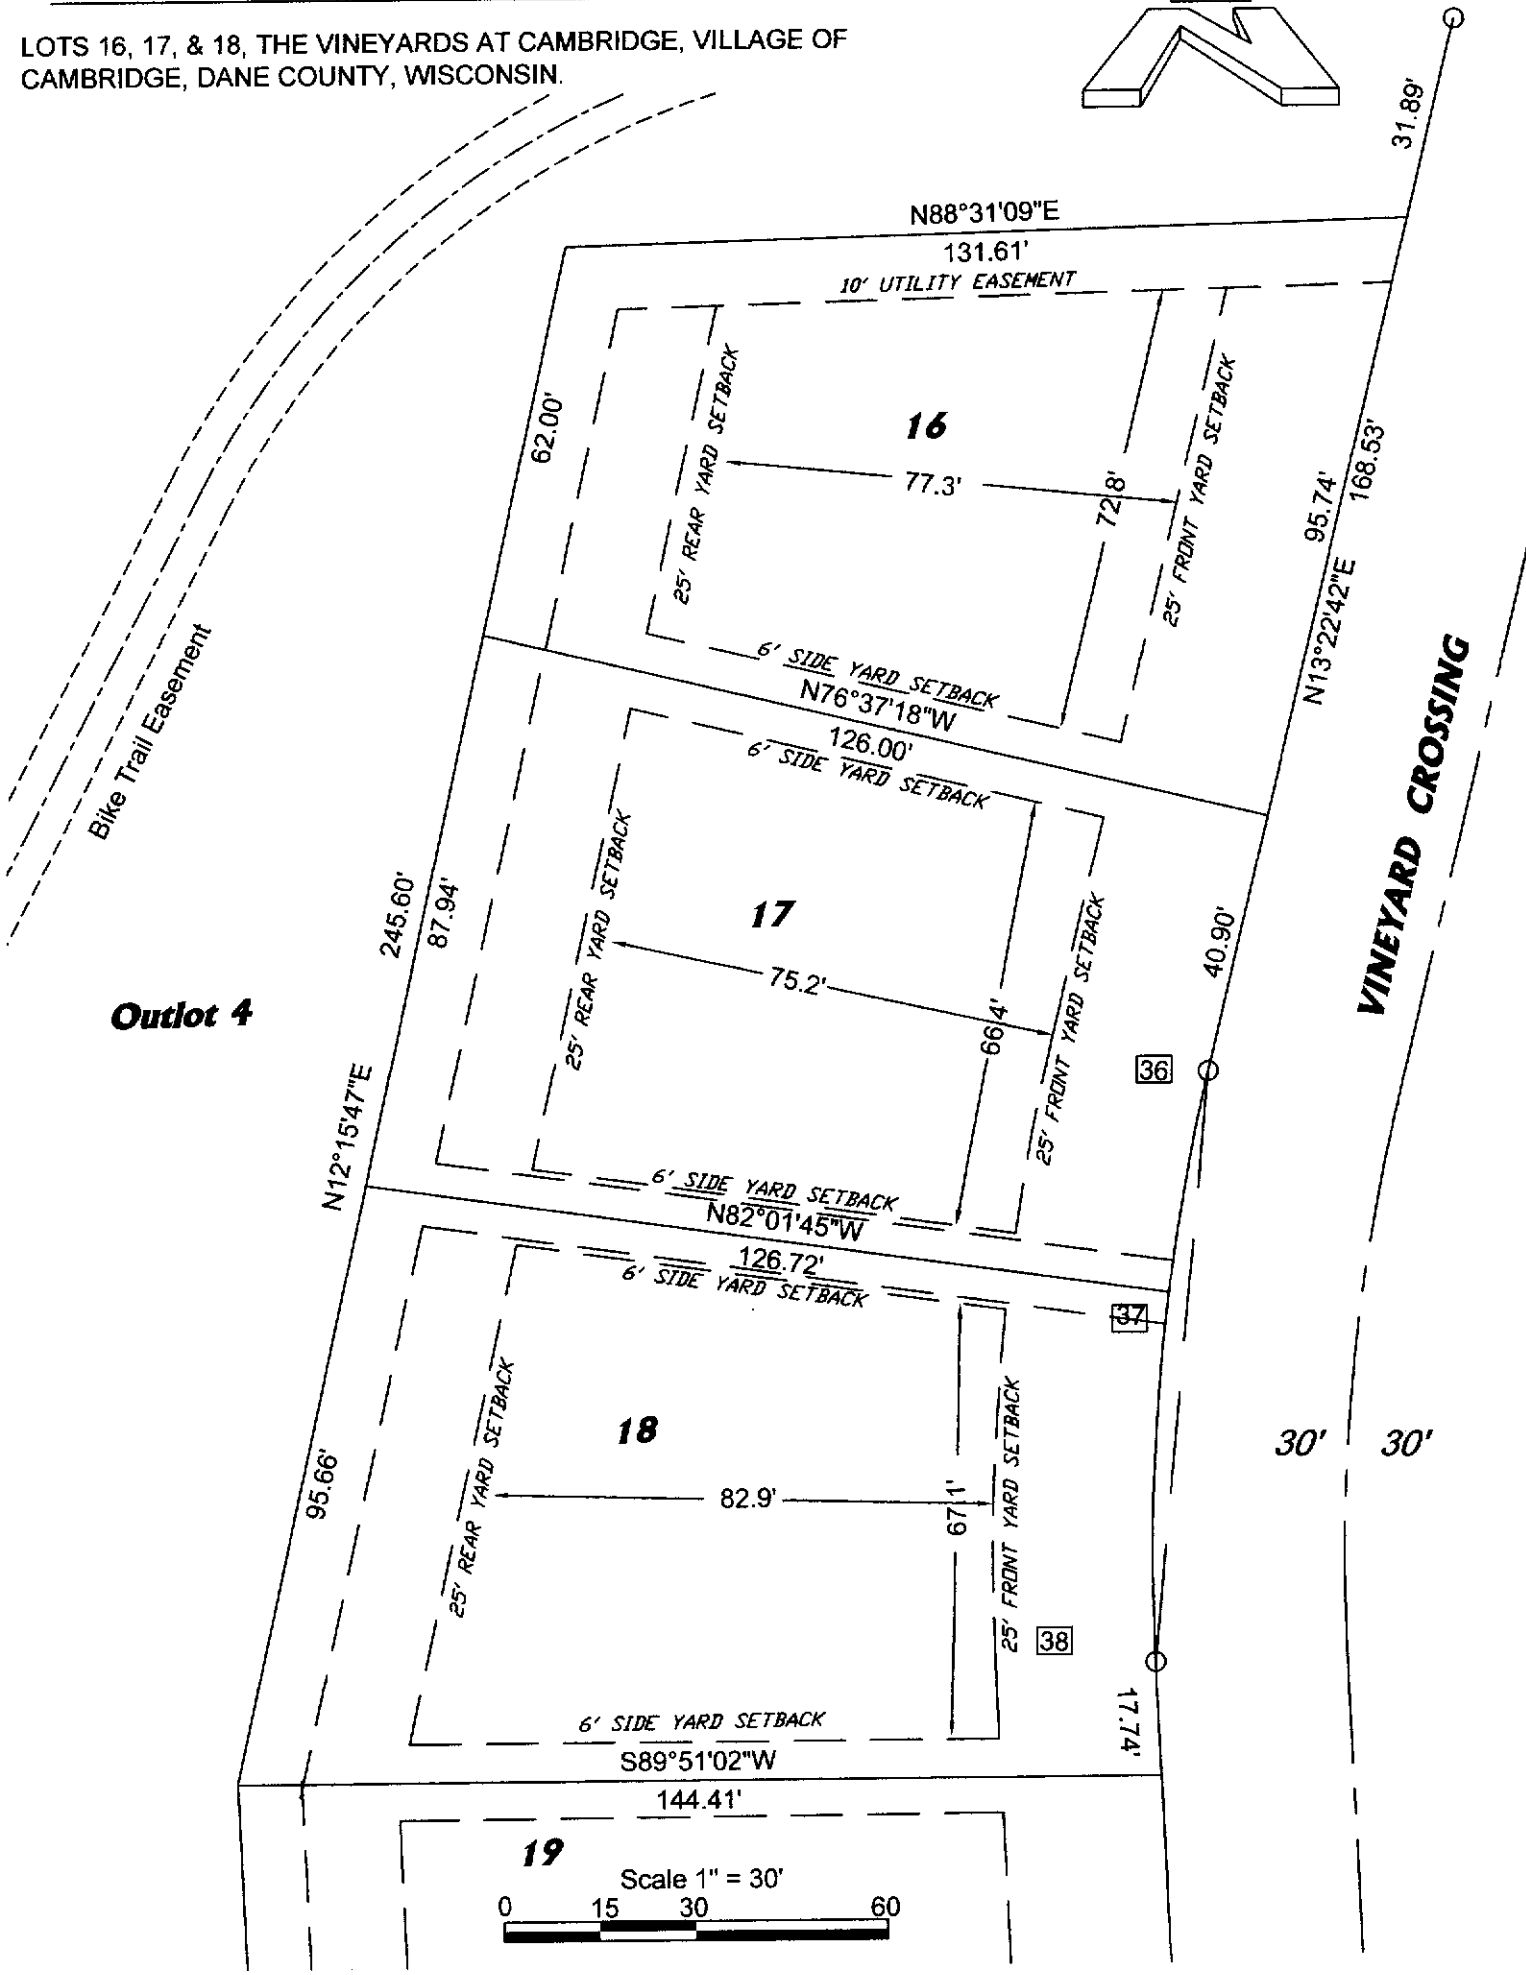 LOTS 16, 17, & 18, THE VINEYARDS AT CAMBRIDGE, VILLAGE OF
CAMBRIDGE, DANE COUNTY, WISCONSIN.
31.89'
N88°31'09"E
131.61'
10' UTILITY EASEMENT
62.00'
25' REAR YARD SETBACK
16
77.3'
72.8'
25' FRONT YARD SETBACK
95.74'
168.53'
N13°22'42"E
6' SIDE YARD SETBACK
N76°37'18"W
126.00'
6' SIDE YARD SETBACK
Bike Trail Easement
VINEYARD CROSSING
245.60'
87.94'
25' REAR YARD SETBACK
17
75.2'
66.4'
25' FRONT YARD SETBACK
40.90'
Outlot 4
36
N12°15'47"E
6' SIDE YARD SETBACK
N82°01'45"W
126.72'
6' SIDE YARD SETBACK
37
95.66'
25' REAR YARD SETBACK
18
82.9'
67.1'
25' FRONT YARD SETBACK
30' 30'
38
17.74'
6' SIDE YARD SETBACK
S89°51'02"W
144.41'
19
Scale 1" = 30'
0 15 30 60